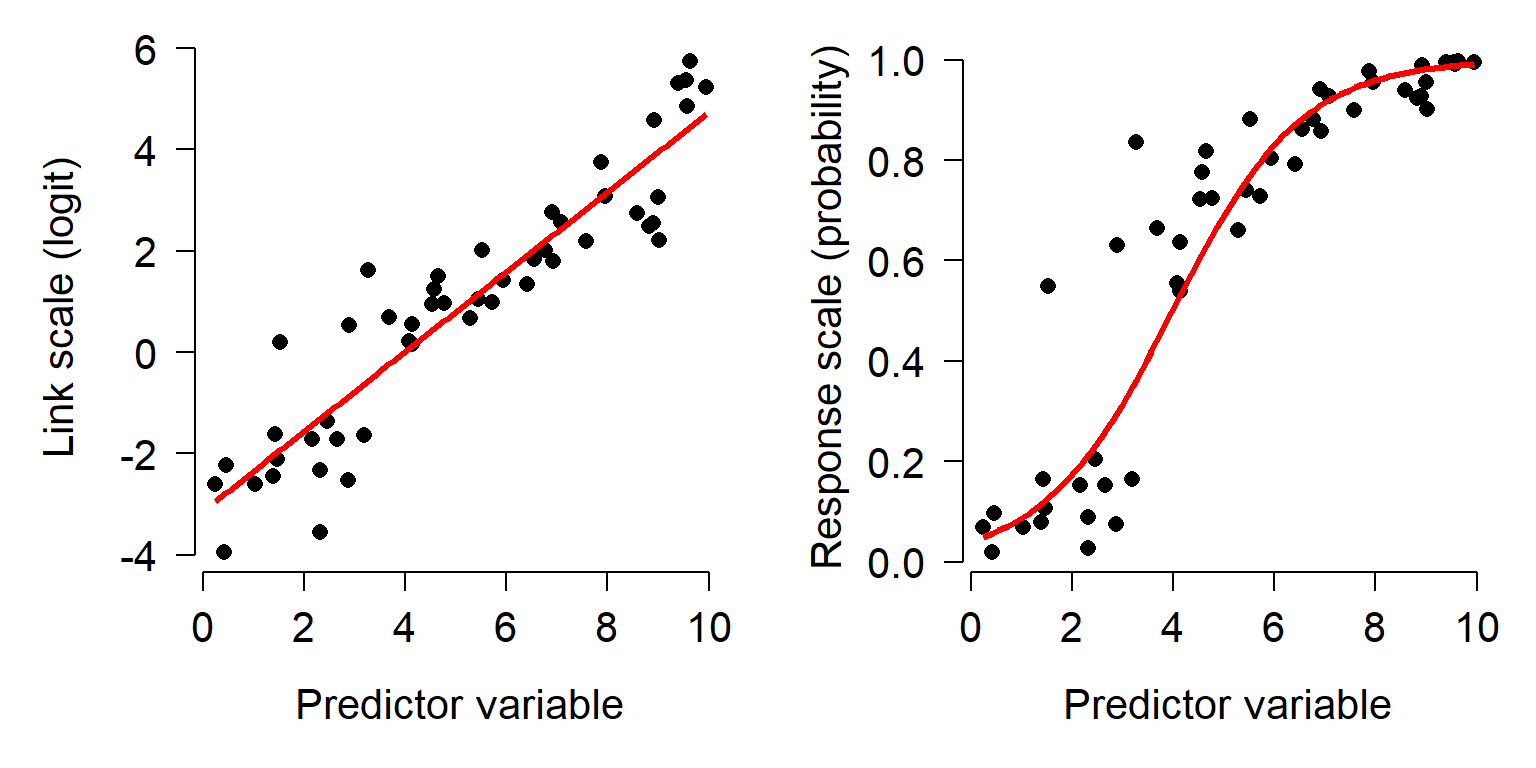 Link scale (logit)
6
4
2
0
-2
-4
0 2 4 6 8 10
Predictor variable
Response scale (probability)
1.0
0.8
0.6
0.4
0.2
0.0
0 2 4 6 8 10
Predictor variable